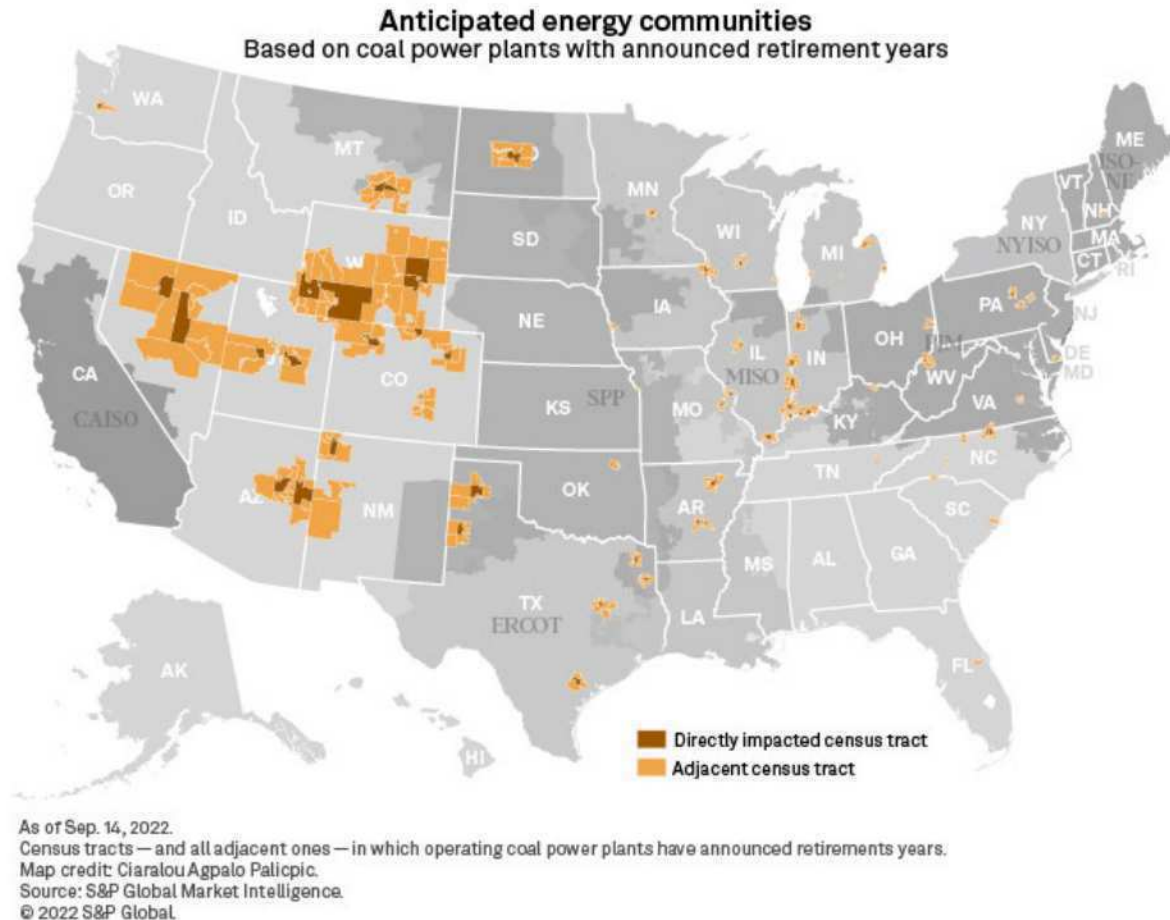 Anticipated energy communities
Based on coal power plants with announced retirement years
WA
MT
ME
OR
ID
MN
VT
ISO-
NE
NH
SD
WI
MI
NY
NYISO
MA
CT
RI
W
IA
PA
NJ
NE
OH
PJM
CA
CO
IL
IN
DE
MD
WV
CAISO
KS
SPP
MISO
MO
KY
VA
AZ
NM
OK
TN
NC
AR
SC
MS
AL
GA
TX
ERCOT
LA
AK
FL
HI
Directly impacted census tract
Adjacent census tract
As of Sep. 14, 2022.
Census tracts — and all adjacent ones — in which operating coal power plants have announced retirements years.
Map credit: Ciaralou Agpalo Palicpic.
Source: S&P Global Market Intelligence.
© 2022 S&P Global.